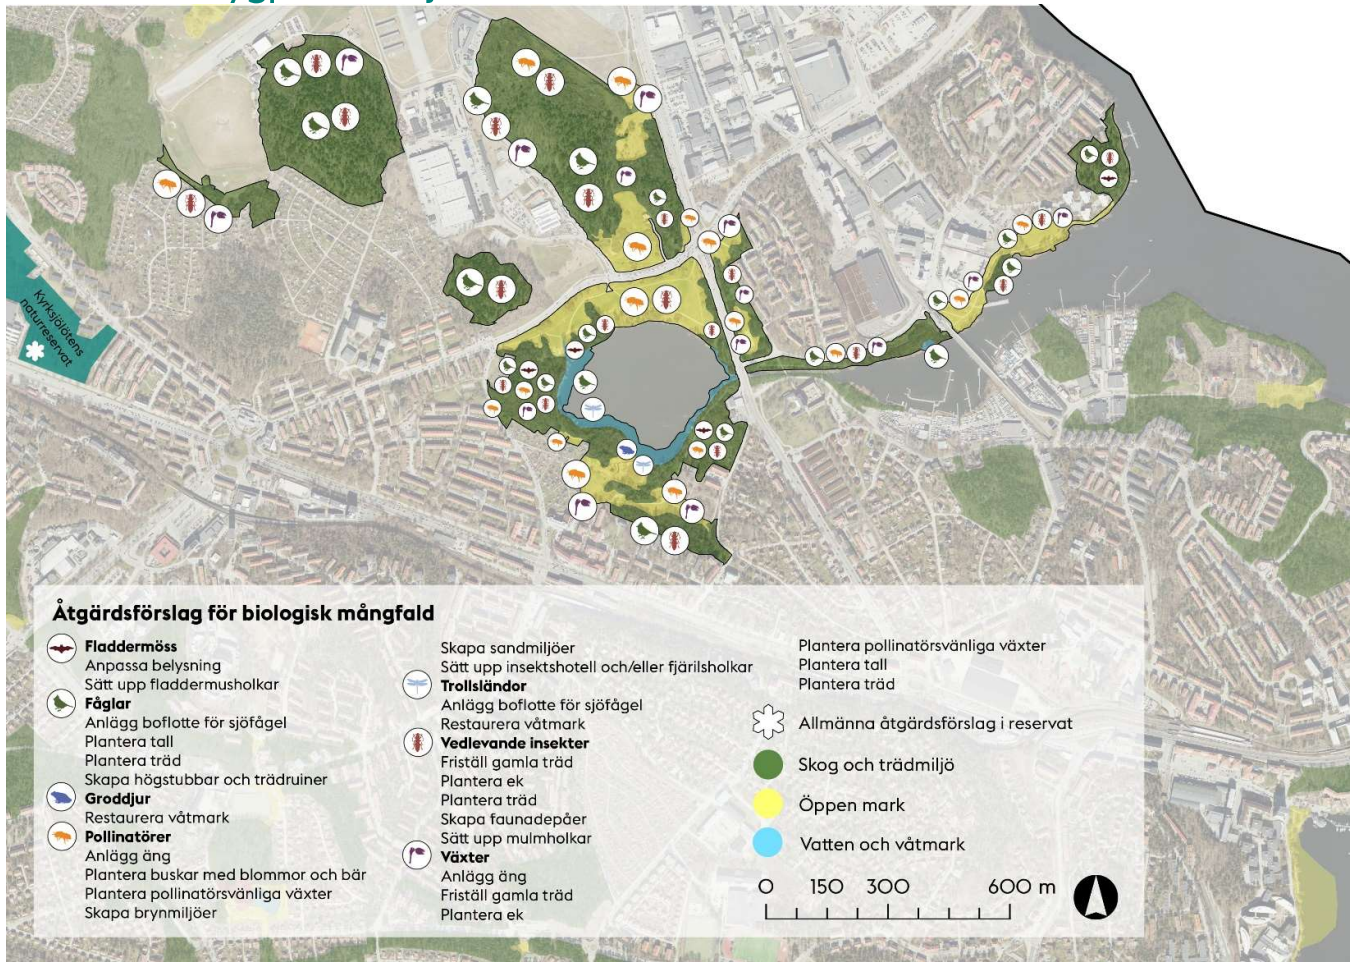 Kyrksjölötens
naturreservat
Åtgärdsförslag för biologisk mångfald
Fladdermöss
Anpassa belysning
Sätt upp fladdermusholkar
Fåglar
Anlägg boflotte för sjöfågel
Plantera tall
Plantera träd
Skapa högstubbar och trädruiner
Groddjur
Restaurera våtmark
Pollinatörer
Anlägg äng
Plantera buskar med blommor och bär
Plantera pollinatörsvänliga växter
Skapa brynmiljöer
Skapa sandmiljöer
Sätt upp insektshotell och/eller fjärilsholkar
Trollsländor
Anlägg boflotte för sjöfågel
Restaurera våtmark
Vedlevande insekter
Friställ gamla träd
Plantera ek
Plantera träd
Skapa faunadepåer
Sätt upp mulmholkar
Växter
Anlägg äng
Friställ gamla träd
Plantera ek
Plantera pollinatörsvänliga växter
Plantera tall
Plantera träd
Allmänna åtgärdsförslag i reservat
Skog och trädmiljö
Öppen mark
Vatten och våtmark
0 150 300 600 m